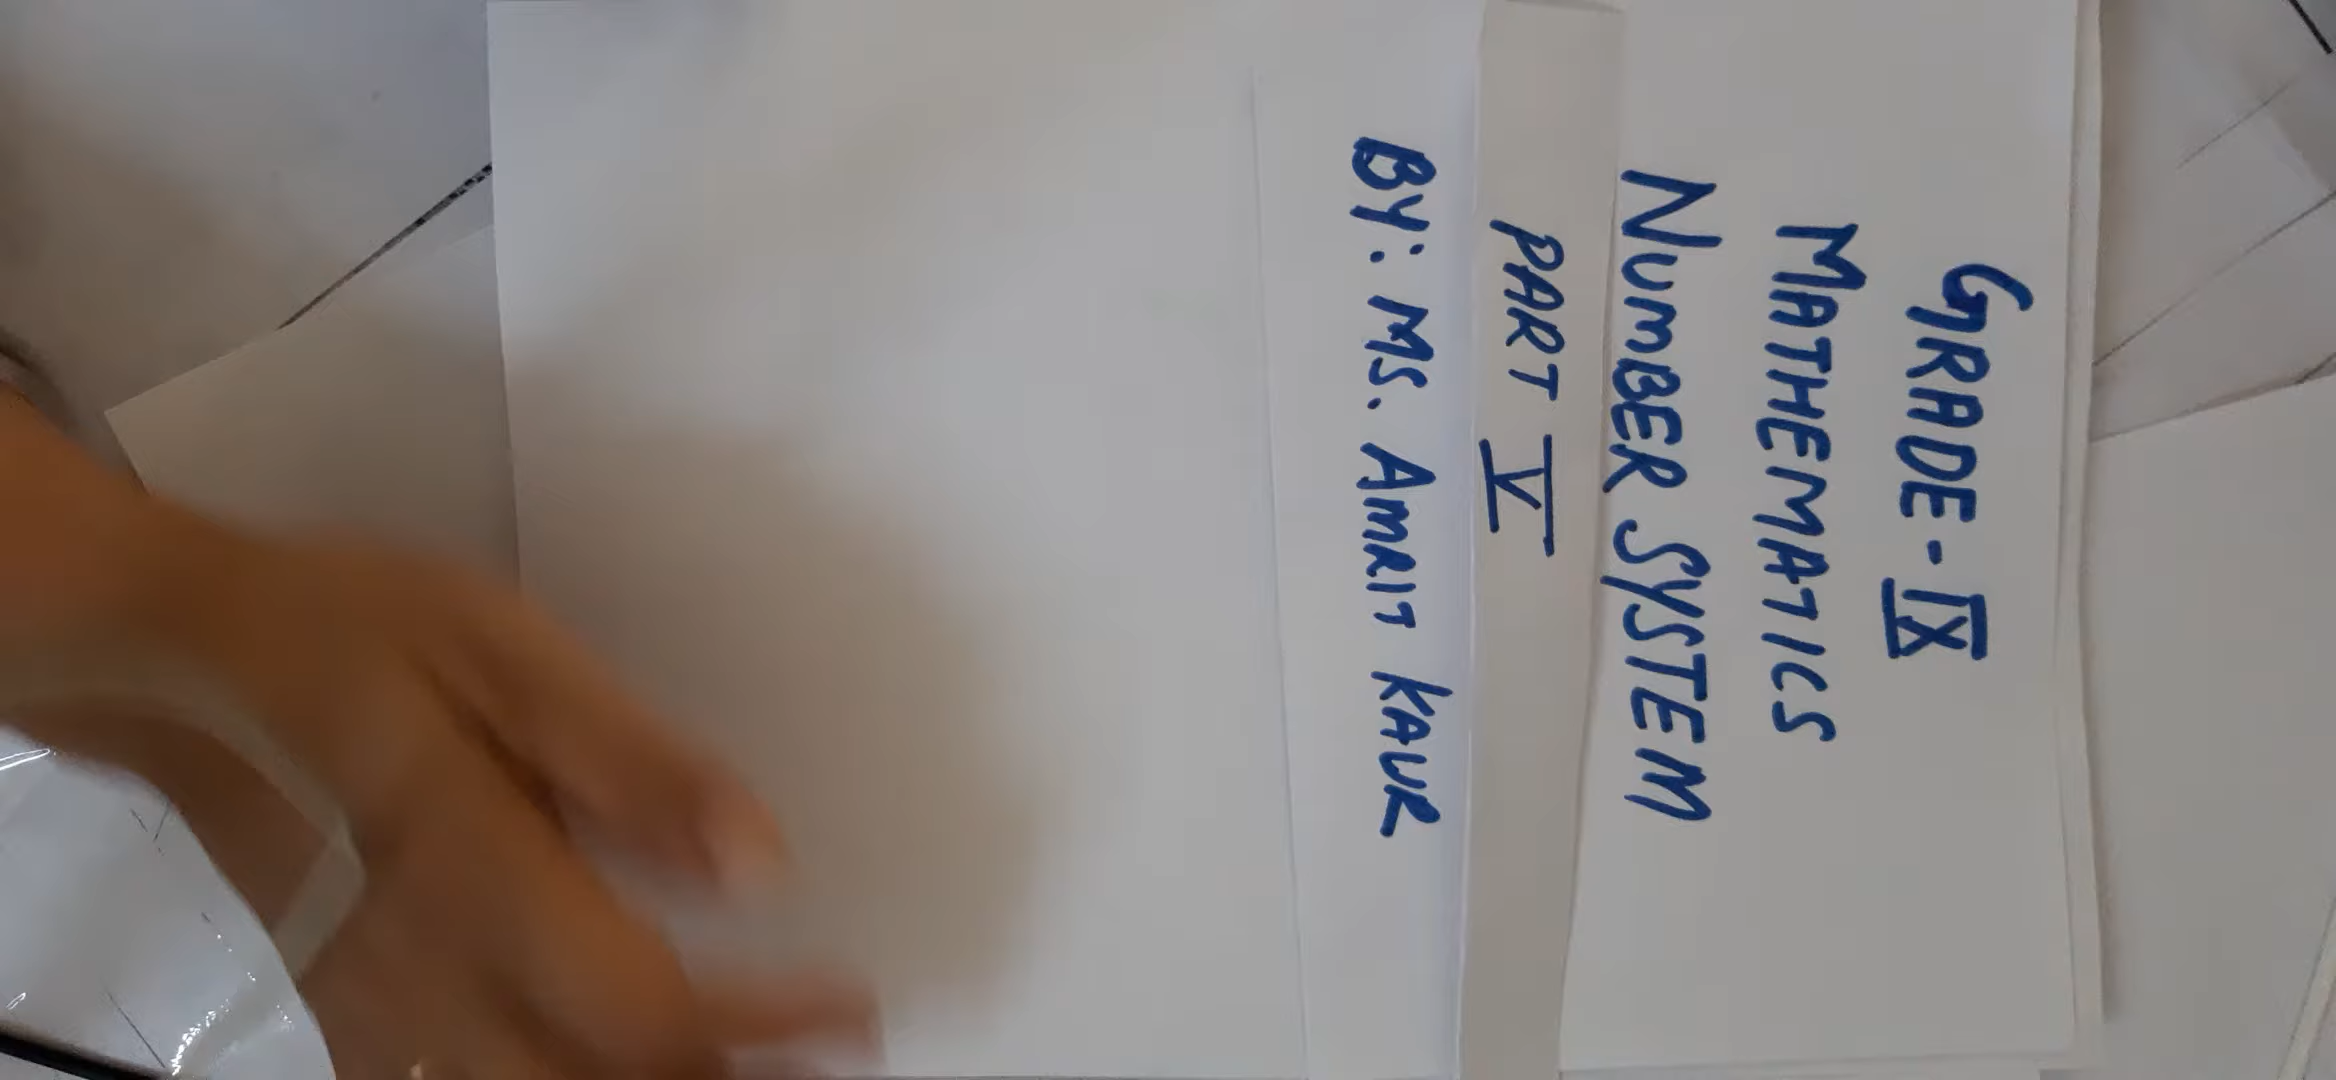 GRADE-IX
MATHEMATICS
NUMBER SYSTEM
PART V
BY: MS. AMRIT KAUR